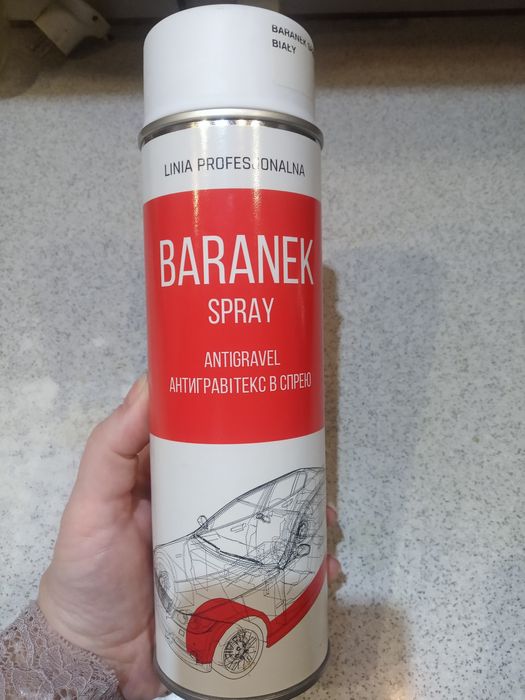 BARANEK
BIAŁY
LINIA PROFESJONALNA
BARANEK
SPRAY
ANTIGRAVEL
АНТИГРАВІТЕКС В СПРЕЮ